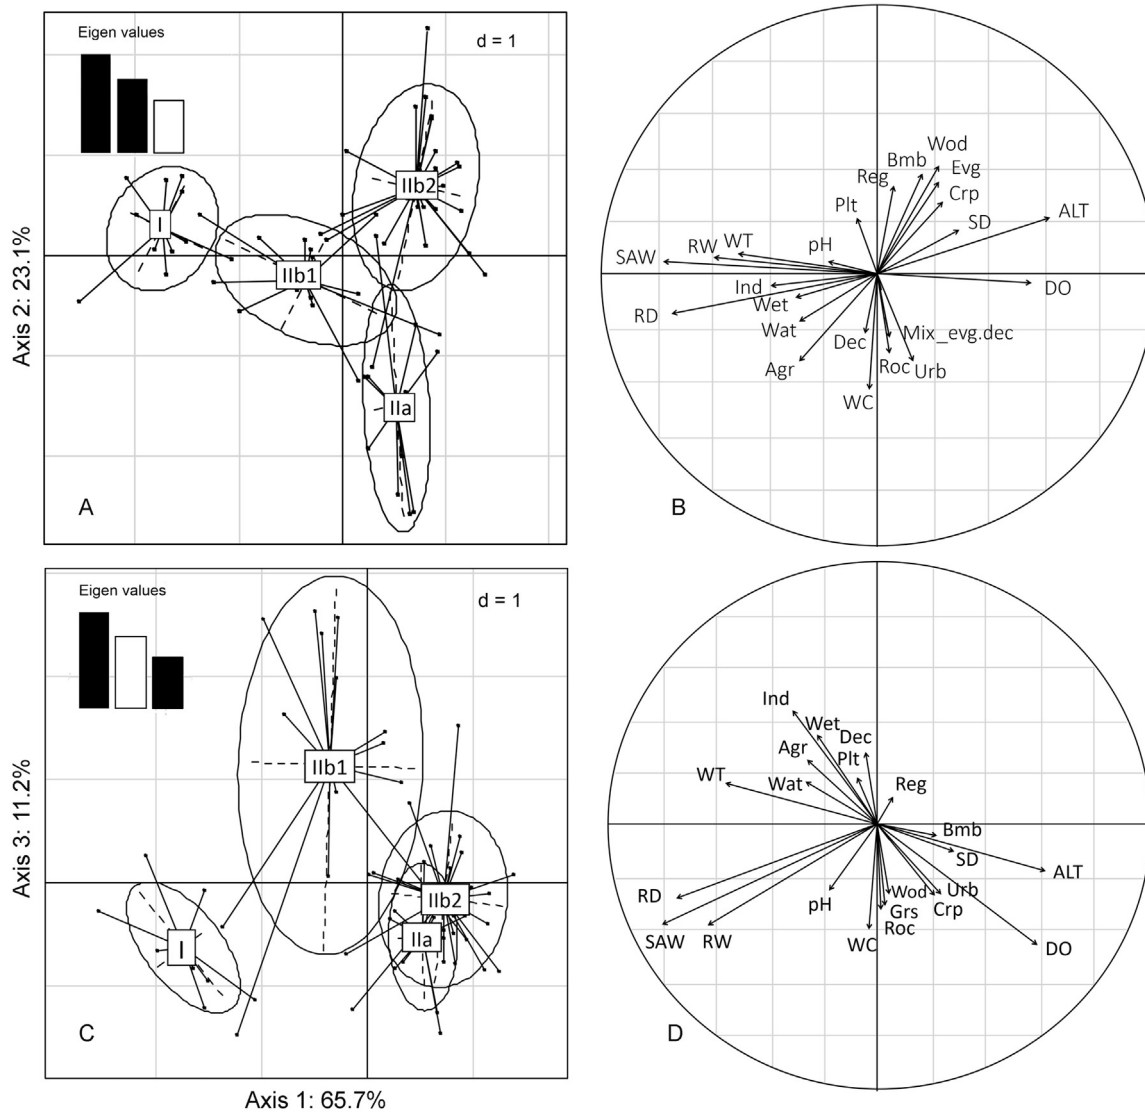 Eigen values
d = 1
IIb2
I
IIb1
IIa
A
Axis 2: 23.1%
Wod
Bmb
Evg
Reg
Crp
Plt
SD
ALT
pH
RW WT
SAW
Ind
DO
Wet
RD
Wat
Dec
Mix_evg.dec
Agr
Roc
Urb
WC
B
Eigen values
d = 1
IIb1
IIb2
IIa
I
C
Axis 3: 11.2%
Axis 1: 65.7%
Ind
Wet
Dec
Agr
Plt
WT
Wat
Reg
Bmb
SD
ALT
RD
pH
Wod
Urb
Grs
Crp
Roc
SAW
RW
WC
DO
D